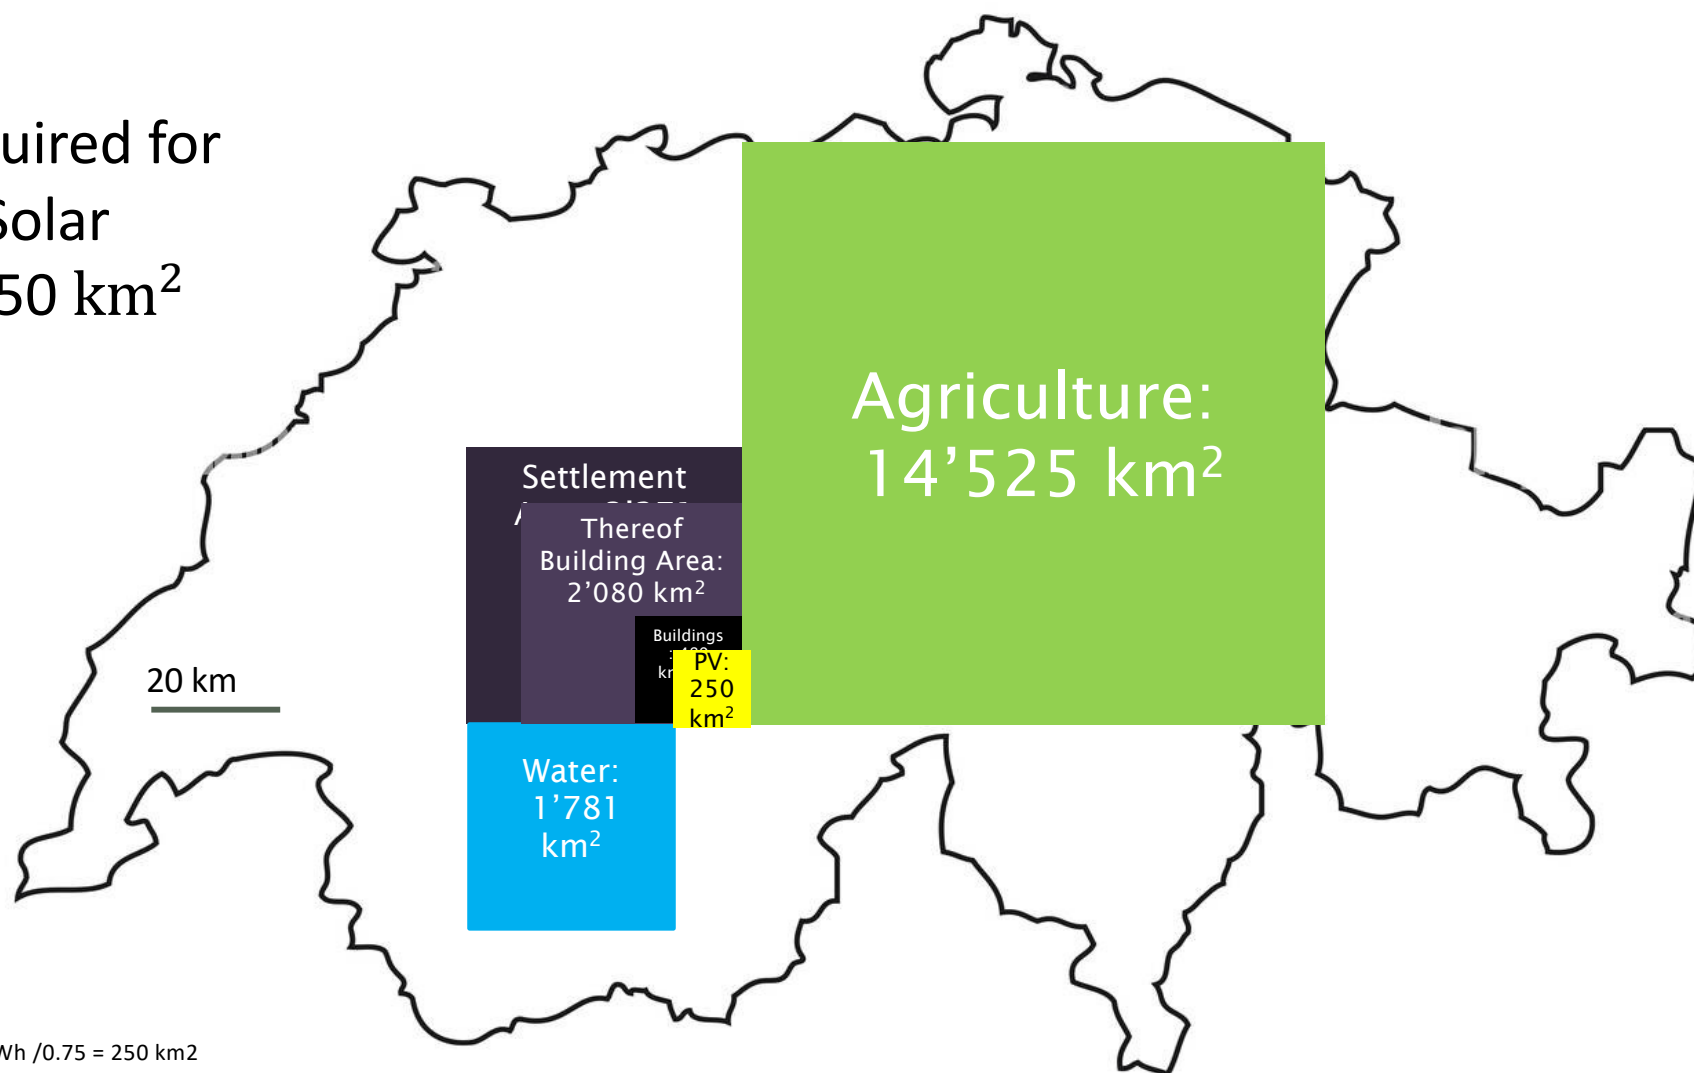 uired for
Solar
50 km²
Agriculture:
14’525 km²
Settlement
Thereof
Building Area:
2’080 km²
Buildings
PV:
250
km²
20 km
Water:
1’781
km²
Wh /0.75 = 250 km2